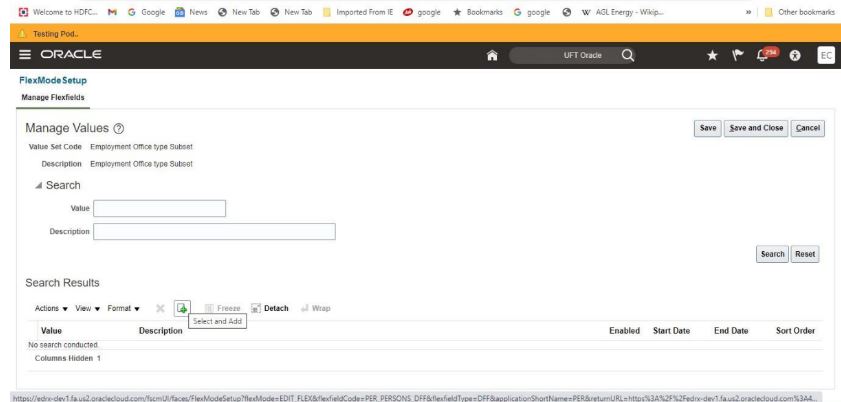 Welcome to HDFC... Google News New Tab New Tab Imported From IE google Bookmarks google W AGL Energy - Wikip... » Other bookmarks
Testing Pod..
ORACLE UFT Oracle 294 EC
FlexModeSetup
Manage Flexfields
Manage Values Save Save and Close Cancel
Value Set Code Employment Office type Subset
Description Employment Office type Subset
Search
Value
Description
Search Reset
Search Results
Actions View Format Freeze Detach Wrap
Select and Add
Value Description Enabled Start Date End Date Sort Order
No search conducted.
Columns Hidden 1
https://edrx-dev1.fa.us2.oraclecloud.com/fscmUI/faces/FlexModeSetup?flexMode=EDIT_FLEX&flexfieldCode=PER_PERSONS_DFF&flexfieldType=DFF&applicationShortName=PER&returnURL=https%3A%2F%2Fedrx-dev1.fa.us2.oraclecloud.com%3A4...